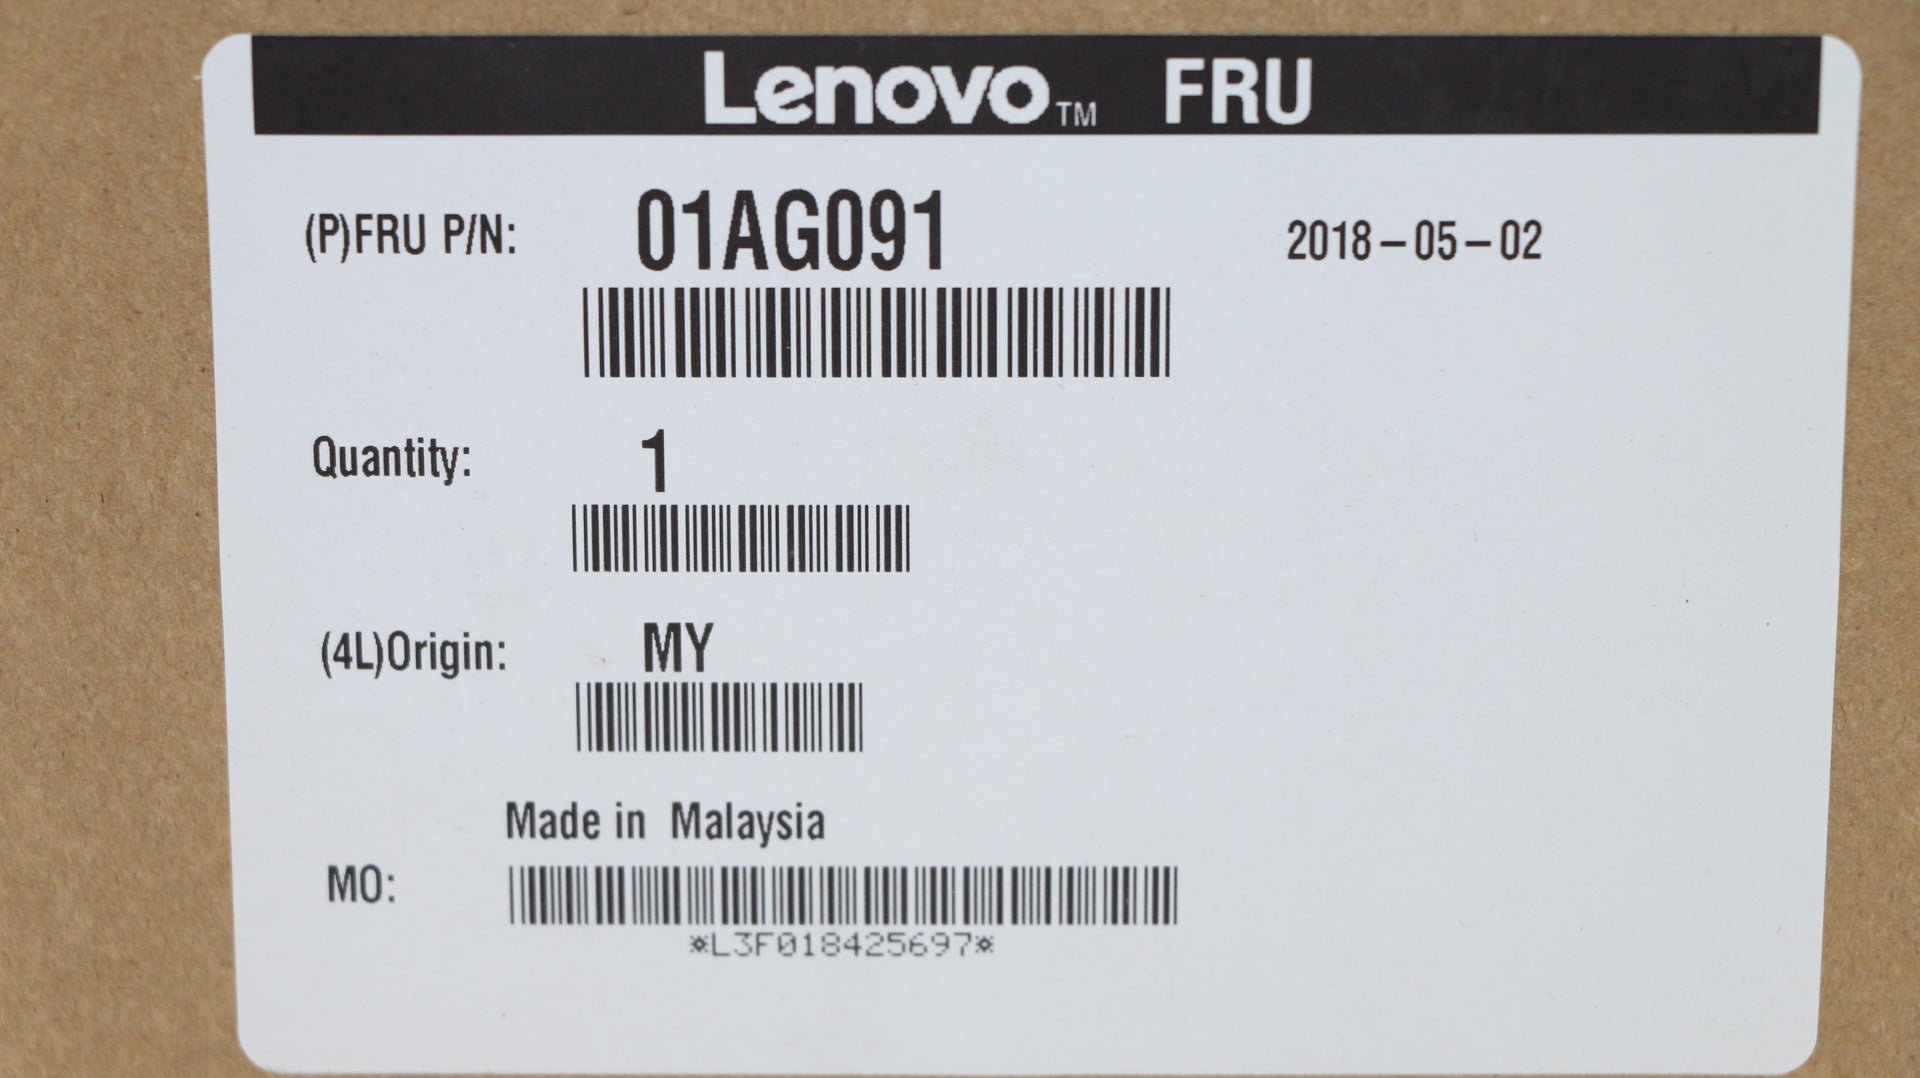 Lenovo™ FRU
(P)FRU P/N: 01AG091 2018-05-02
Quantity: 1
(4L)Origin: MY
Made in Malaysia
MO:
*L3F018425697*